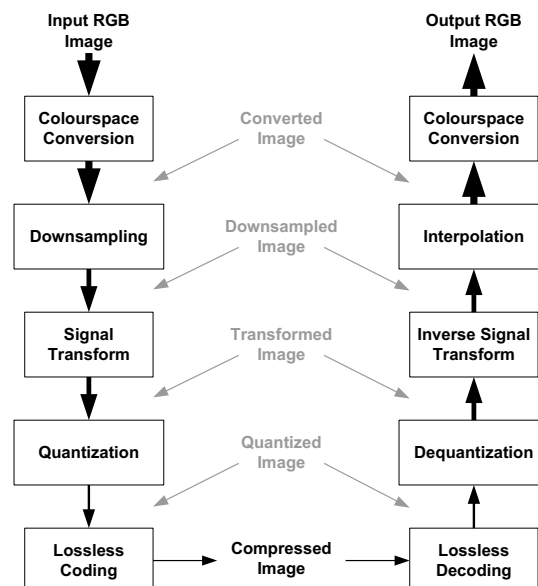 Input RGB
Image
Output RGB
Image
Colourspace
Conversion
Converted
Image
Colourspace
Conversion
Downsampling
Downsampled
Image
Interpolation
Signal
Transform
Transformed
Image
Inverse Signal
Transform
Quantization
Quantized
Image
Dequantization
Lossless
Coding
Compressed
Image
Lossless
Decoding